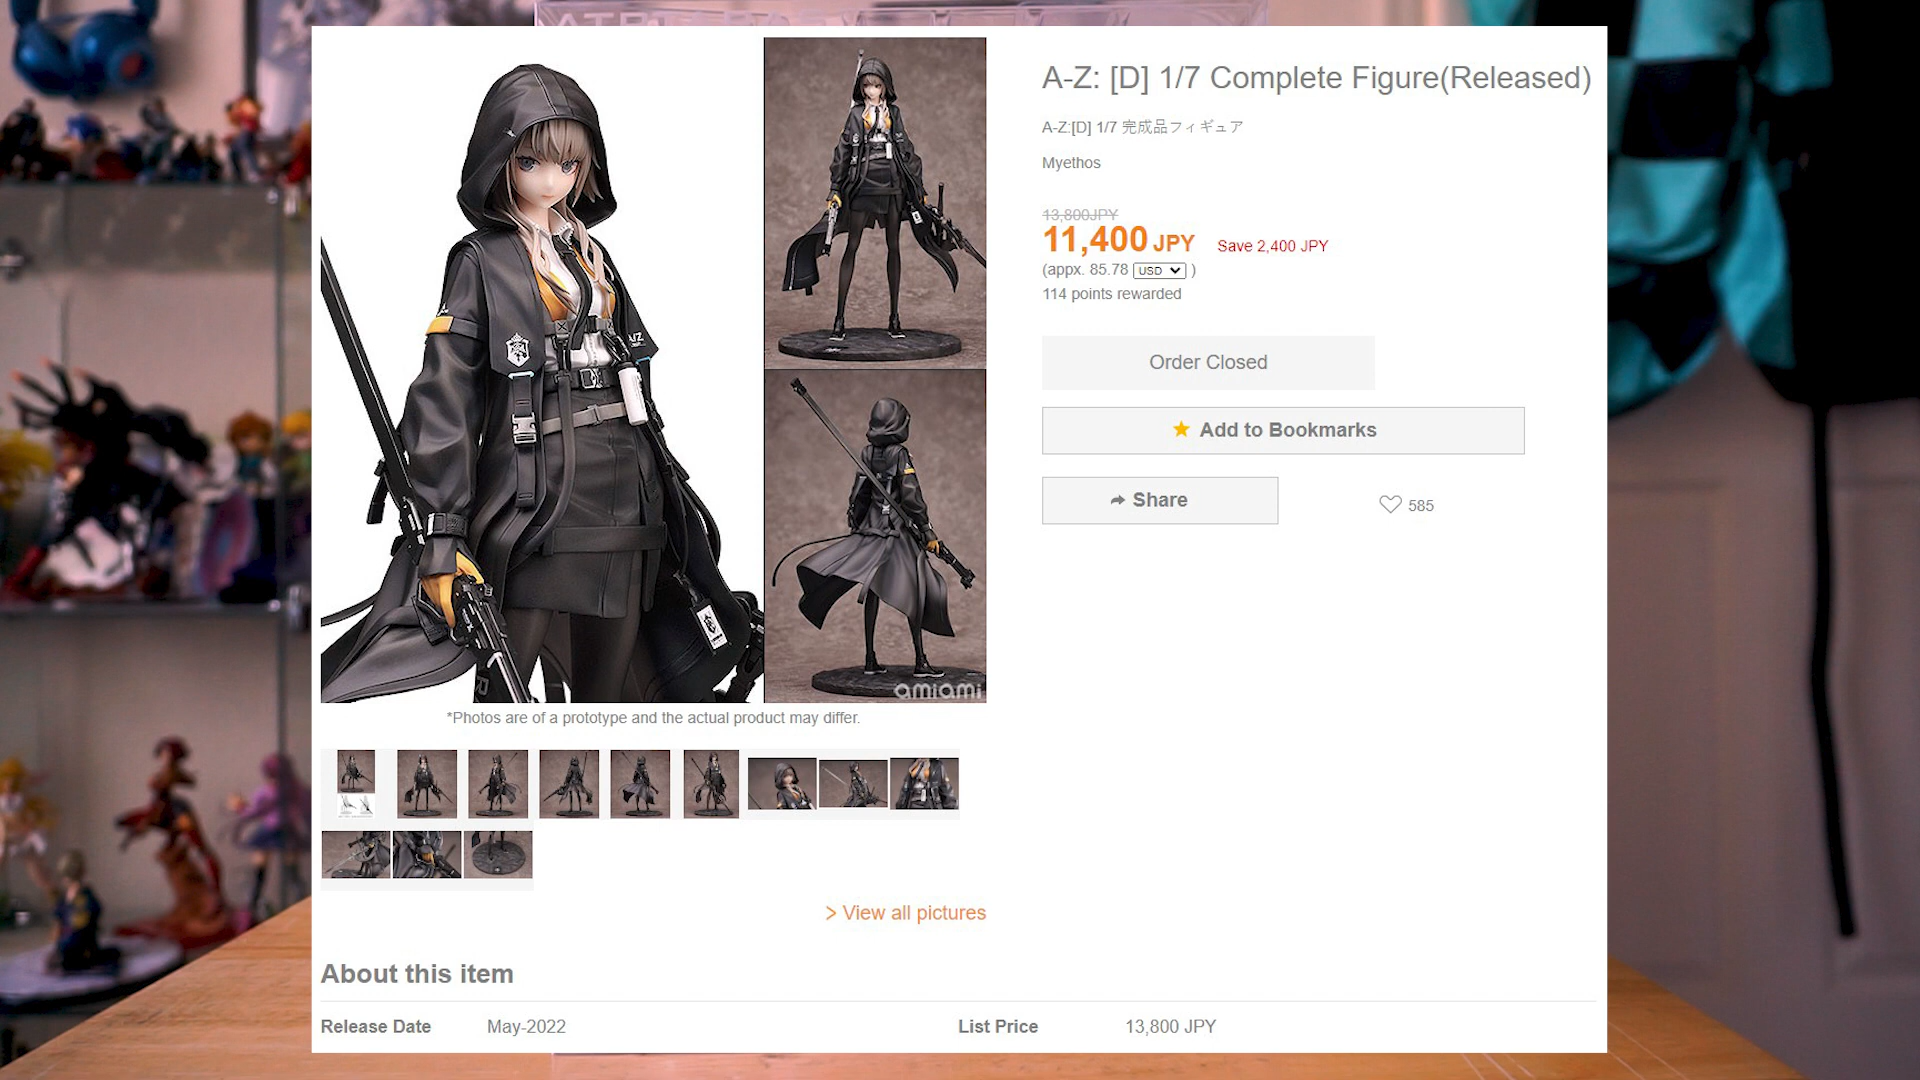 A-Z: [D] 1/7 Complete Figure(Released)
A-Z:[D] 1/7 完成品フィギュア
Myethos
13,800JPY
11,400 JPY Save 2,400 JPY
(appx. 85.78 USD )
114 points rewarded
Order Closed
Add to Bookmarks
Share
585
A/Z
amiami
*Photos are of a prototype and the actual product may differ.
> View all pictures
About this item
Release Date May-2022 List Price 13,800 JPY